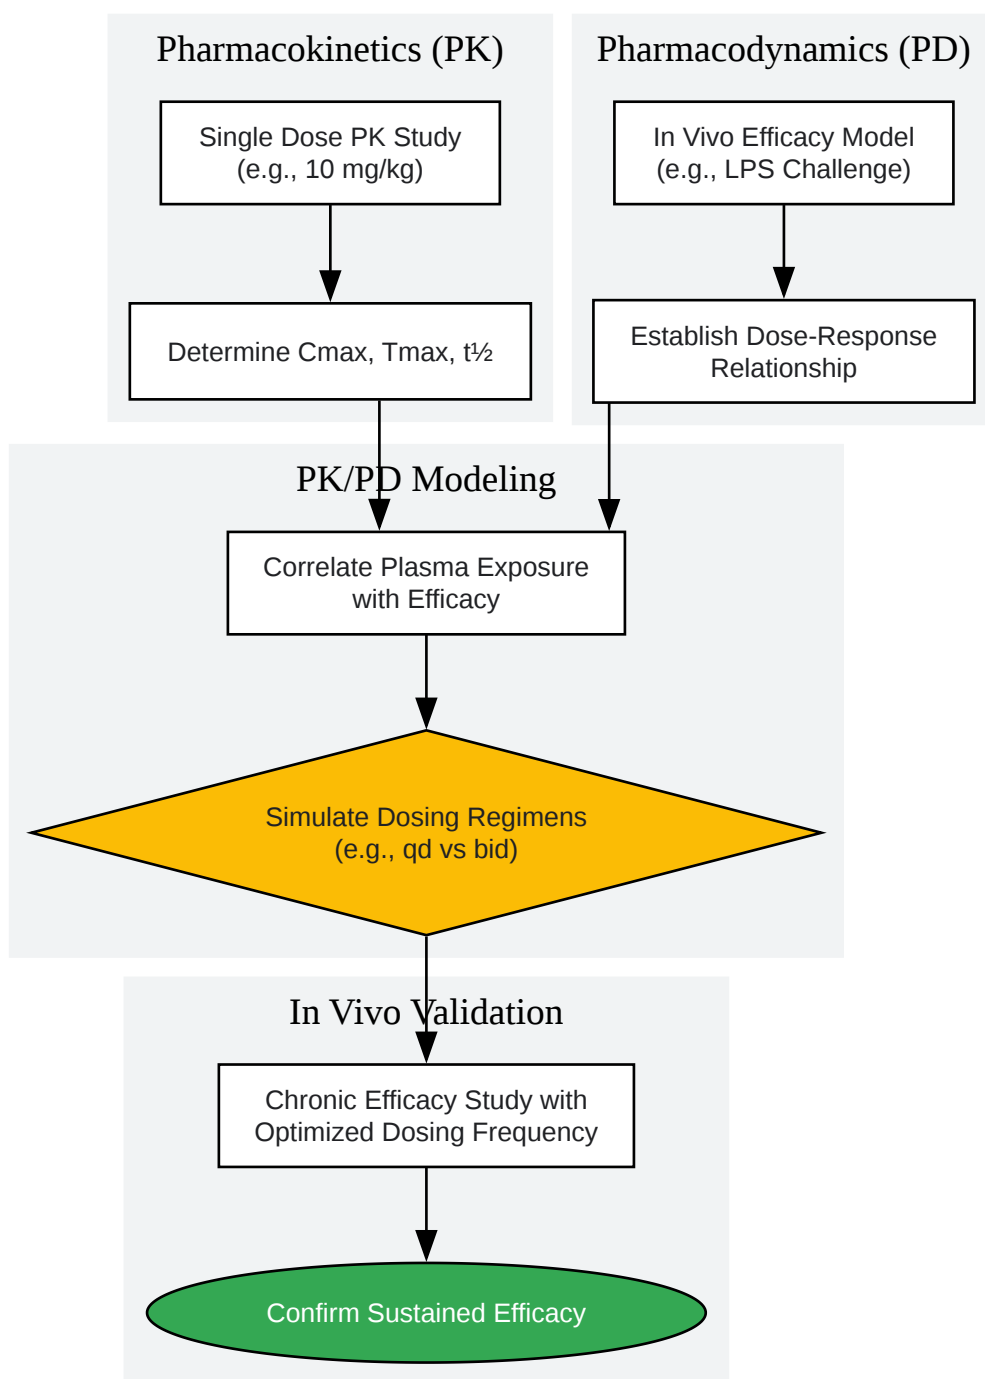 Pharmacokinetics (PK)
Single Dose PK Study
(e.g., 10 mg/kg)
Determine Cmax, Tmax, t½
Pharmacodynamics (PD)
In Vivo Efficacy Model
(e.g., LPS Challenge)
Establish Dose-Response
Relationship
PK/PD Modeling
Correlate Plasma Exposure
with Efficacy
Simulate Dosing Regimens
(e.g., qd vs bid)
In Vivo Validation
Chronic Efficacy Study with
Optimized Dosing Frequency
Confirm Sustained Efficacy